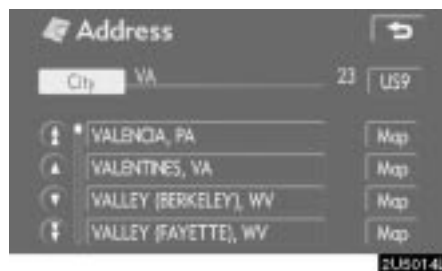 Address
City VA 23 US9
VALENCIA, PA Map
VALENTINES, VA Map
VALLEY (BERKELEY), WV Map
VALLEY (FAYETTE), WV Map